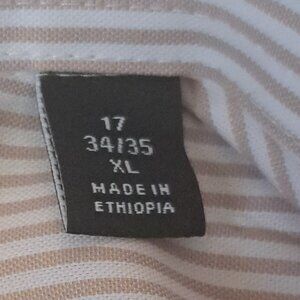 17
34/35
XL
MADE IN
ETHIOPIA